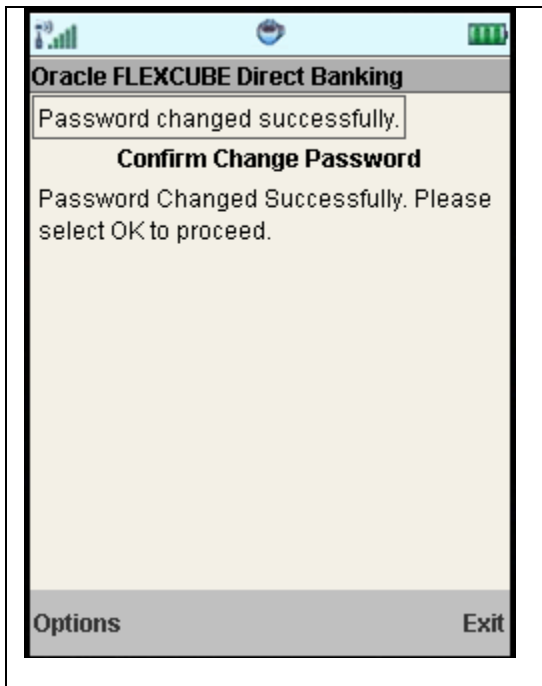 Oracle FLEXCUBE Direct Banking
Password changed successfully.
Confirm Change Password
Password Changed Successfully. Please
select OK to proceed.
Options Exit